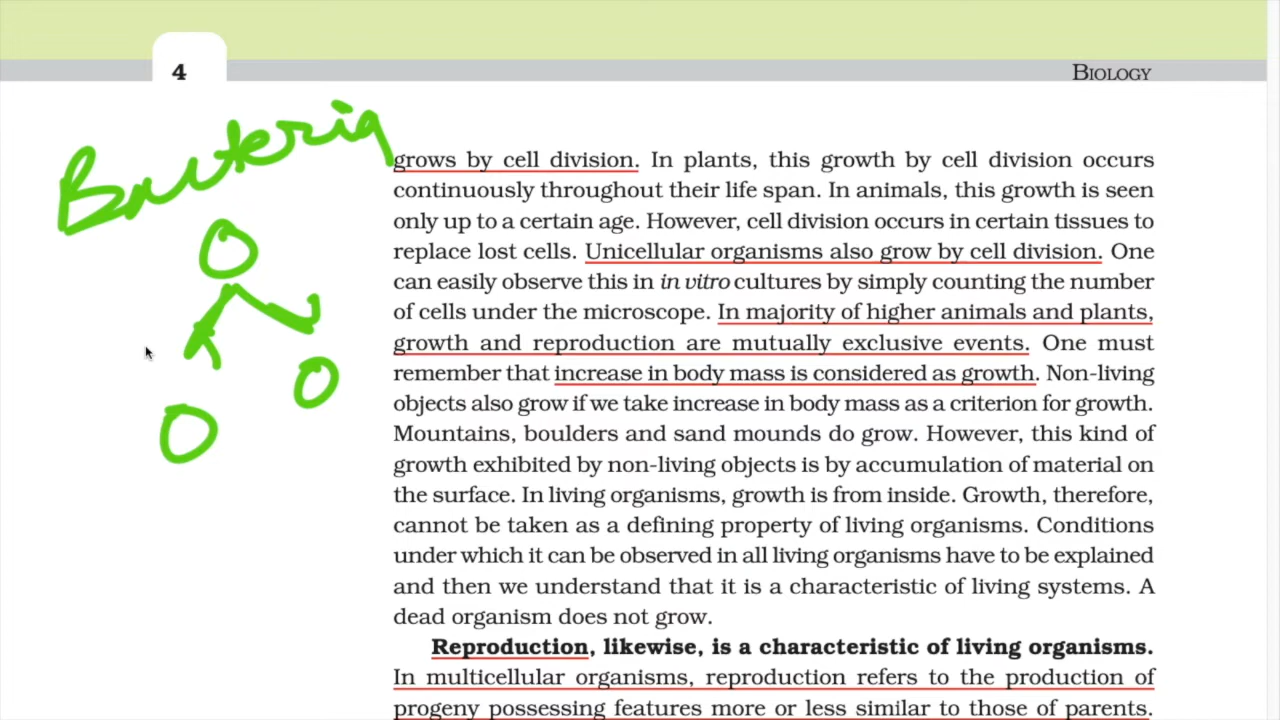 4
BIOLOGY
Bacteria
grows by cell division. In plants, this growth by cell division occurs
continuously throughout their life span. In animals, this growth is seen
only up to a certain age. However, cell division occurs in certain tissues to
replace lost cells. Unicellular organisms also grow by cell division. One
can easily observe this in in vitro cultures by simply counting the number
of cells under the microscope. In majority of higher animals and plants,
growth and reproduction are mutually exclusive events. One must
remember that increase in body mass is considered as growth. Non-living
objects also grow if we take increase in body mass as a criterion for growth.
Mountains, boulders and sand mounds do grow. However, this kind of
growth exhibited by non-living objects is by accumulation of material on
the surface. In living organisms, growth is from inside. Growth, therefore,
cannot be taken as a defining property of living organisms. Conditions
under which it can be observed in all living organisms have to be explained
and then we understand that it is a characteristic of living systems. A
dead organism does not grow.
Reproduction, likewise, is a characteristic of living organisms.
In multicellular organisms, reproduction refers to the production of
progeny possessing features more or less similar to those of parents.